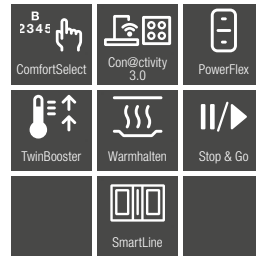 B
2345
ComfortSelect
Con@ctivity
3.0
PowerFlex
TwinBooster
Warmhalten
Stop & Go
SmartLine